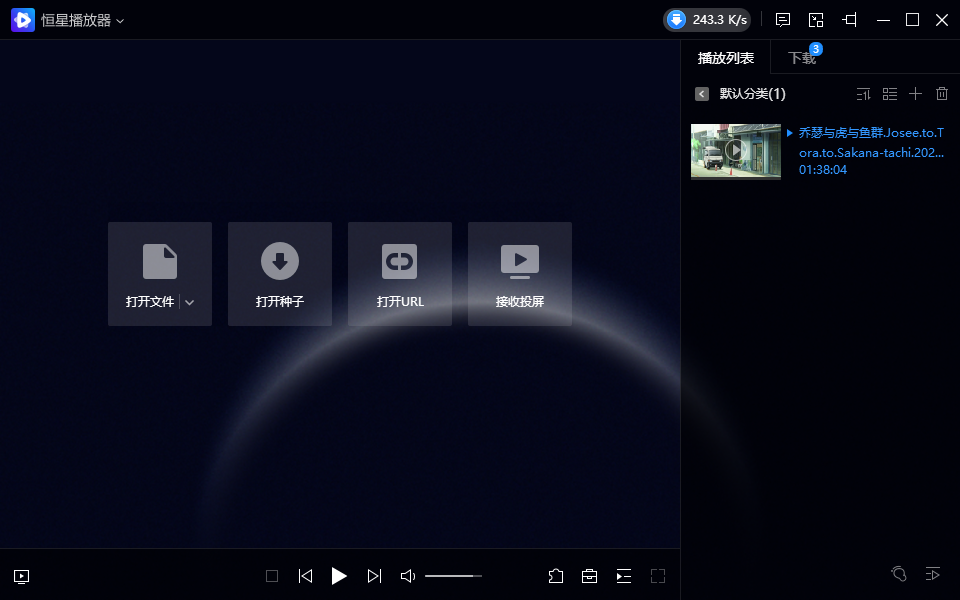 恒星播放器
243.3 K/s
播放列表
下载
3
默认分类(1)
乔瑟与虎与鱼群.Josee.to.T
ora.to.Sakana-tachi.202...
01:38:04
打开文件
打开种子
打开URL
接收投屏